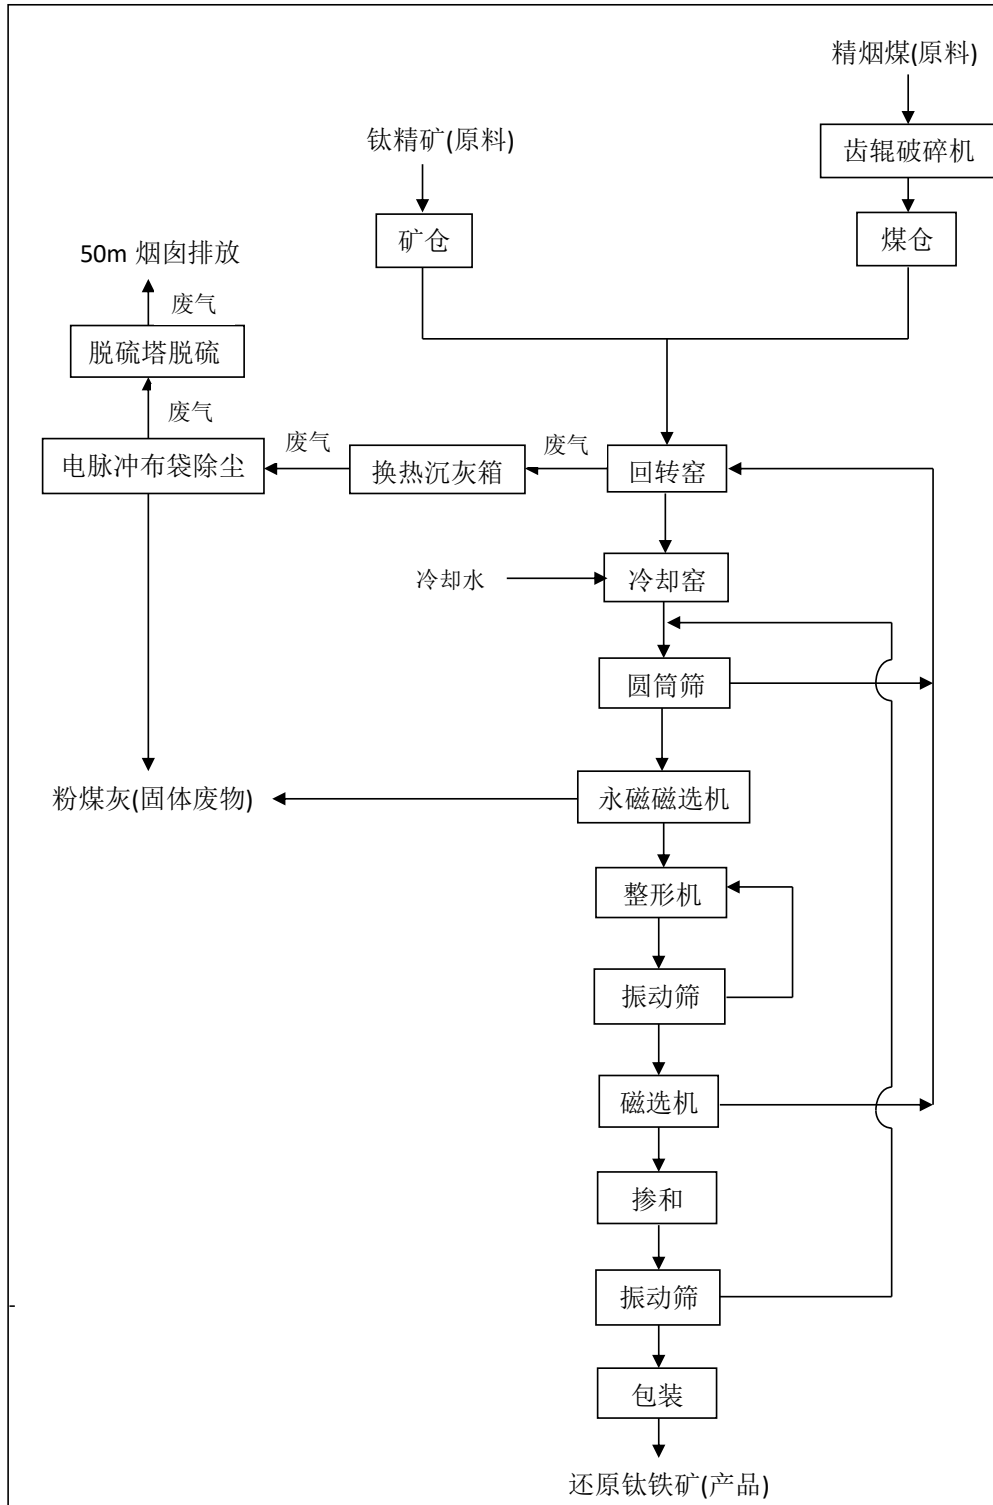 精烟煤(原料)
钛精矿(原料)
齿辊破碎机
矿仓
煤仓
50m 烟囱排放
废气
脱硫塔脱硫
废气
电脉冲布袋除尘
废气
换热沉灰箱
废气
回转窑
冷却水
冷却窑
圆筒筛
粉煤灰(固体废物)
永磁磁选机
整形机
振动筛
磁选机
掺和
振动筛
包装
还原钛铁矿(产品)